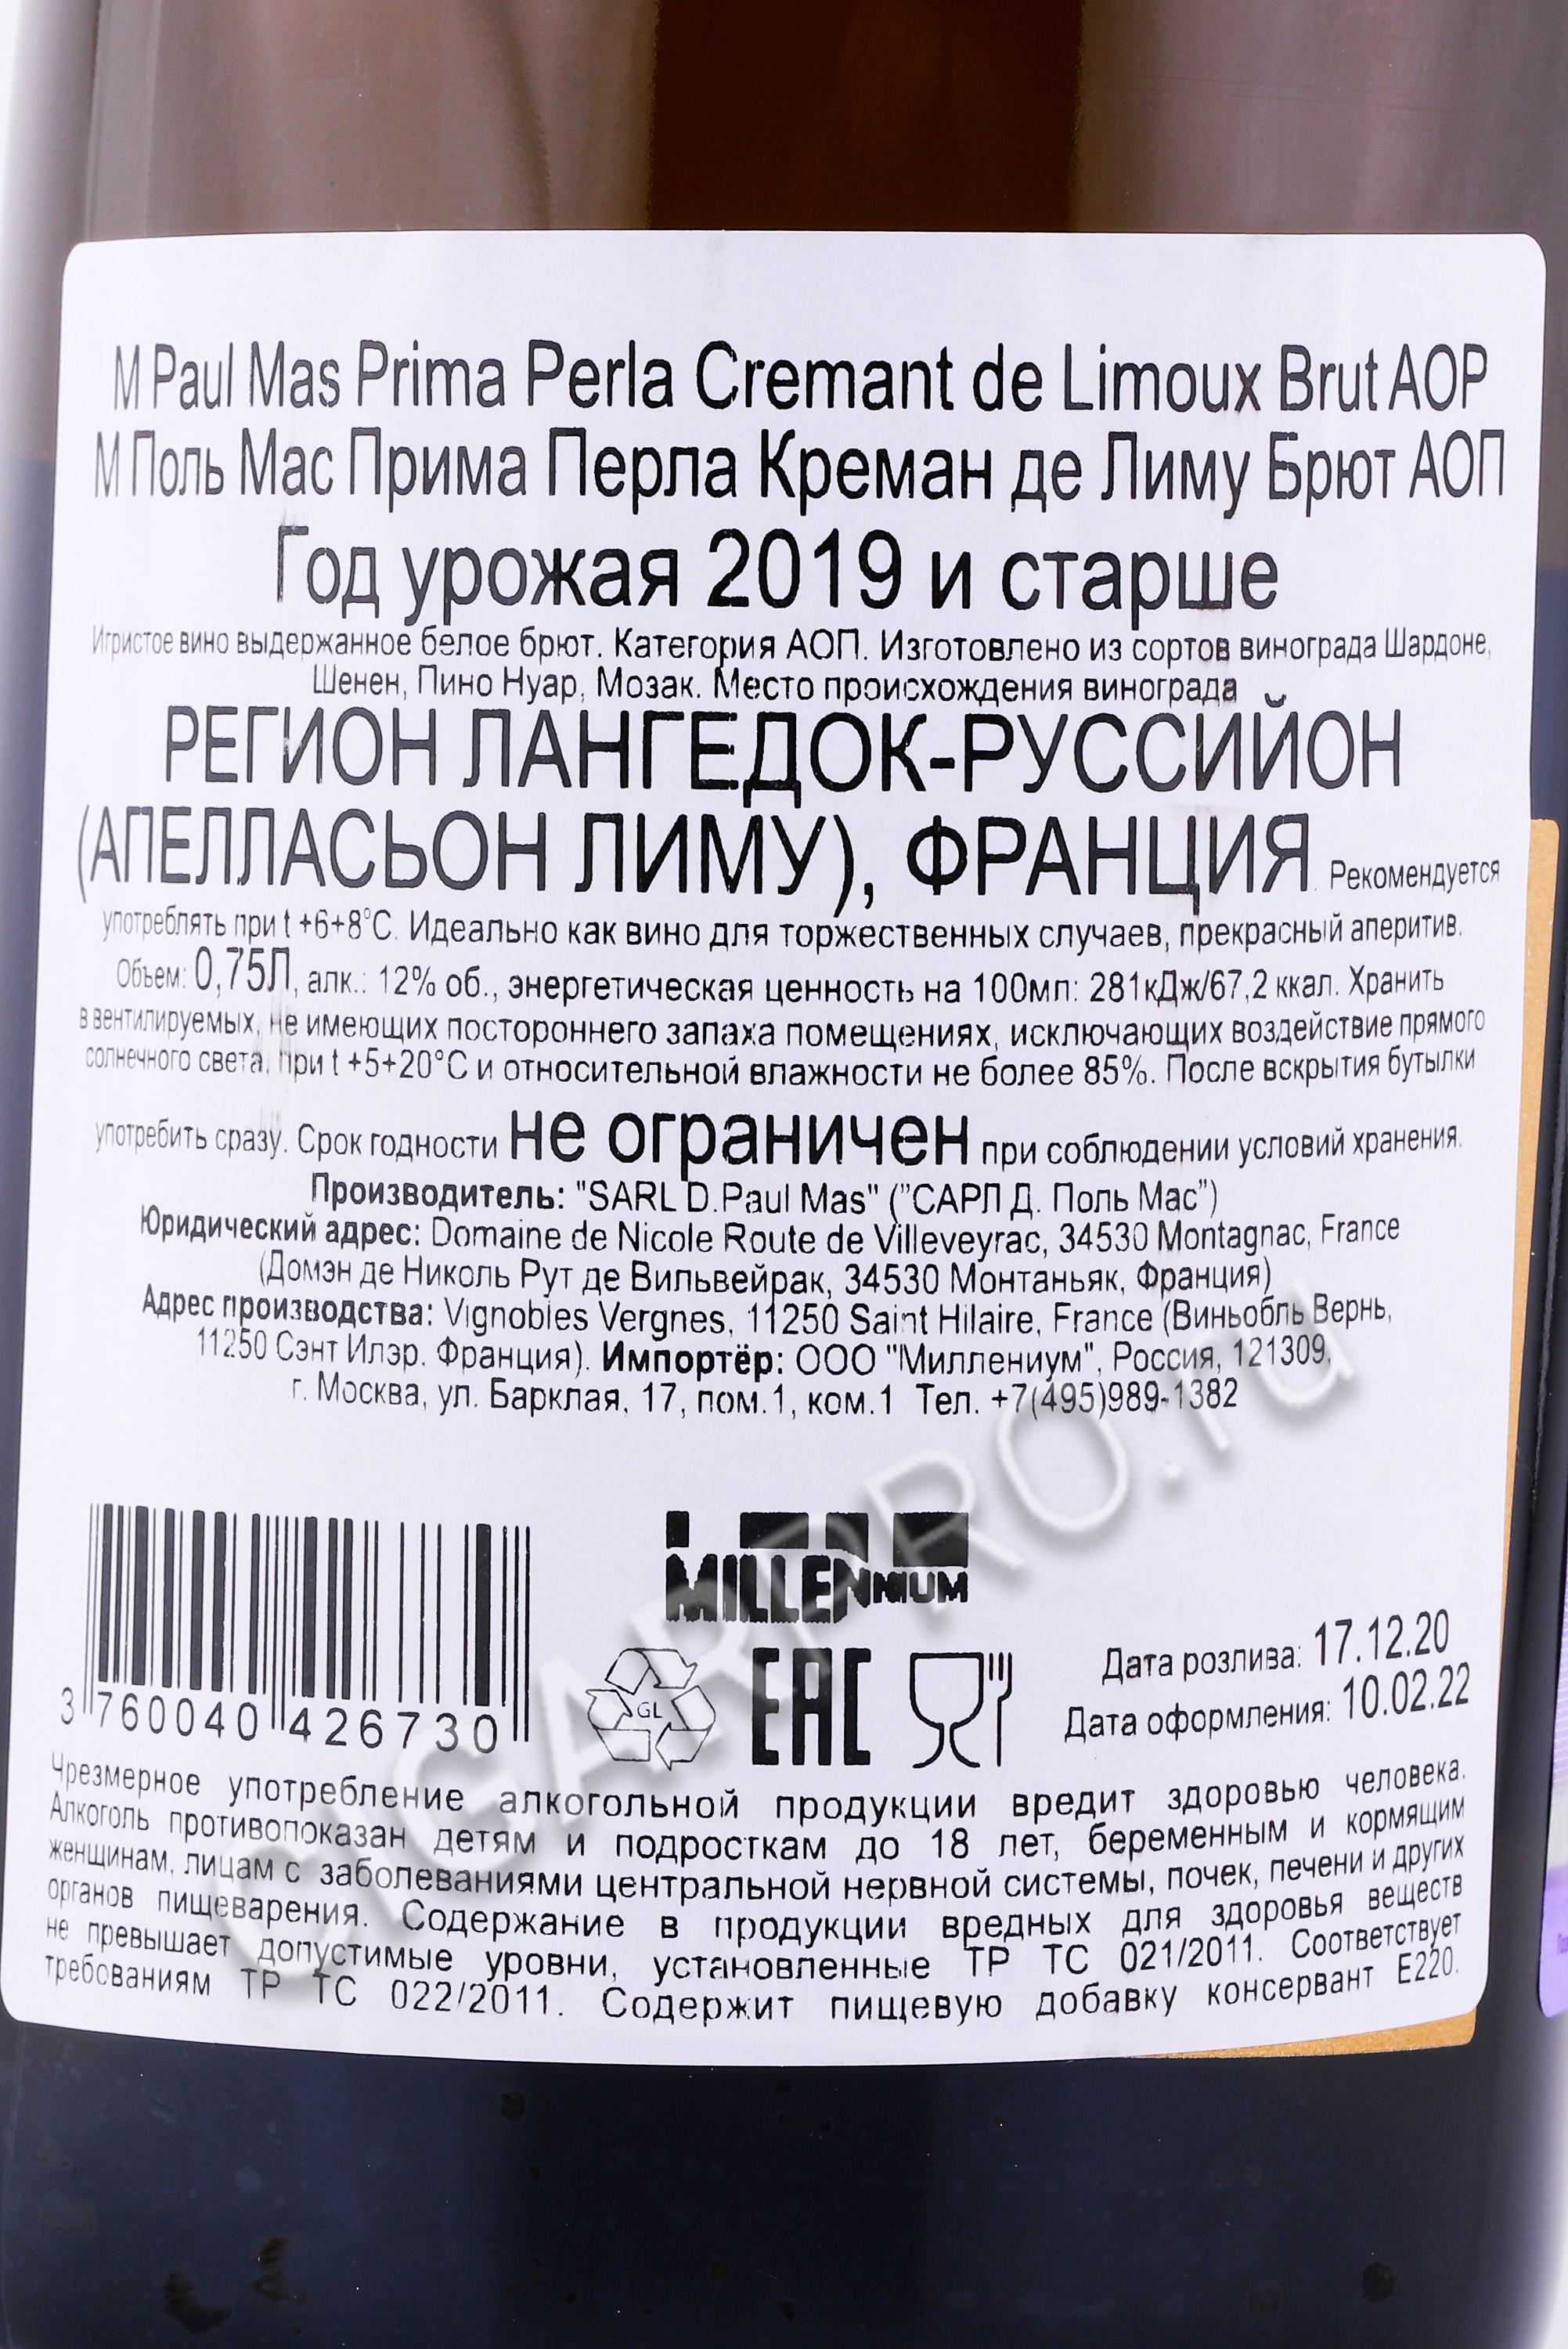 M Paul Mas Prima Perla Cremant de Limoux Brut AOP
М Поль Мас Прима Перла Креман де Лиму Брют АОП
Год урожая 2019 и старше
Игристое вино выдержанное белое брют. Категория АОП. Изготовлено из сортов винограда Шардоне,
Шенен, Пино Нуар, Мозак. Место происхождения винограда
РЕГИОН ЛАНГЕДОК-РУССИЙОН
(АПЕЛЛАСЬОН ЛИМУ), ФРАНЦИЯ. Рекомендуется
употреблять при t +6+8°C. Идеально как вино для торжественных случаев, прекрасный аперитив.
Объем: 0,75Л, алк.: 12% об., энергетическая ценность на 100мл: 281кДж/67,2 ккал. Хранить
в вентилируемых, не имеющих постороннего запаха помещениях, исключающих воздействие прямого
солнечного света, при t +5+20°C и относительной влажности не более 85%. После вскрытия бутылки
употребить сразу. Срок годности не ограничен при соблюдении условий хранения.
Производитель: "SARL D.Paul Mas" ("САРЛ Д. Поль Мас")
Юридический адрес: Domaine de Nicole Route de Villeveyrac, 34530 Montagnac, France
(Домэн де Николь Рут де Вильвейрак, 34530 Монтаньяк, Франция)
Адрес производства: Vignobles Vergnes, 11250 Saint Hilaire, France (Виньобль Вернь,
11250 Сэнт Илэр. Франция). Импортёр: ООО "Миллениум", Россия, 121309,
г. Москва, ул. Барклая, 17, пом.1, ком.1 Тел. +7(495)989-1382
MILLENNIUM
GL
EAC
Дата розлива: 17.12.20
Дата оформления: 10.02.22
3 760040 426730
Чрезмерное употребление алкогольной продукции вредит здоровью человека.
Алкоголь противопоказан детям и подросткам до 18 лет, беременным и кормящим
женщинам, лицам с заболеваниями центральной нервной системы, почек, печени и других
органов пищеварения. Содержание в продукции вредных для здоровья веществ
не превышает допустимые уровни, установленные ТР ТС 021/2011. Соответствует
требованиям ТР ТС 022/2011. Содержит пищевую добавку консервант Е220.
CIGARPRO.ru